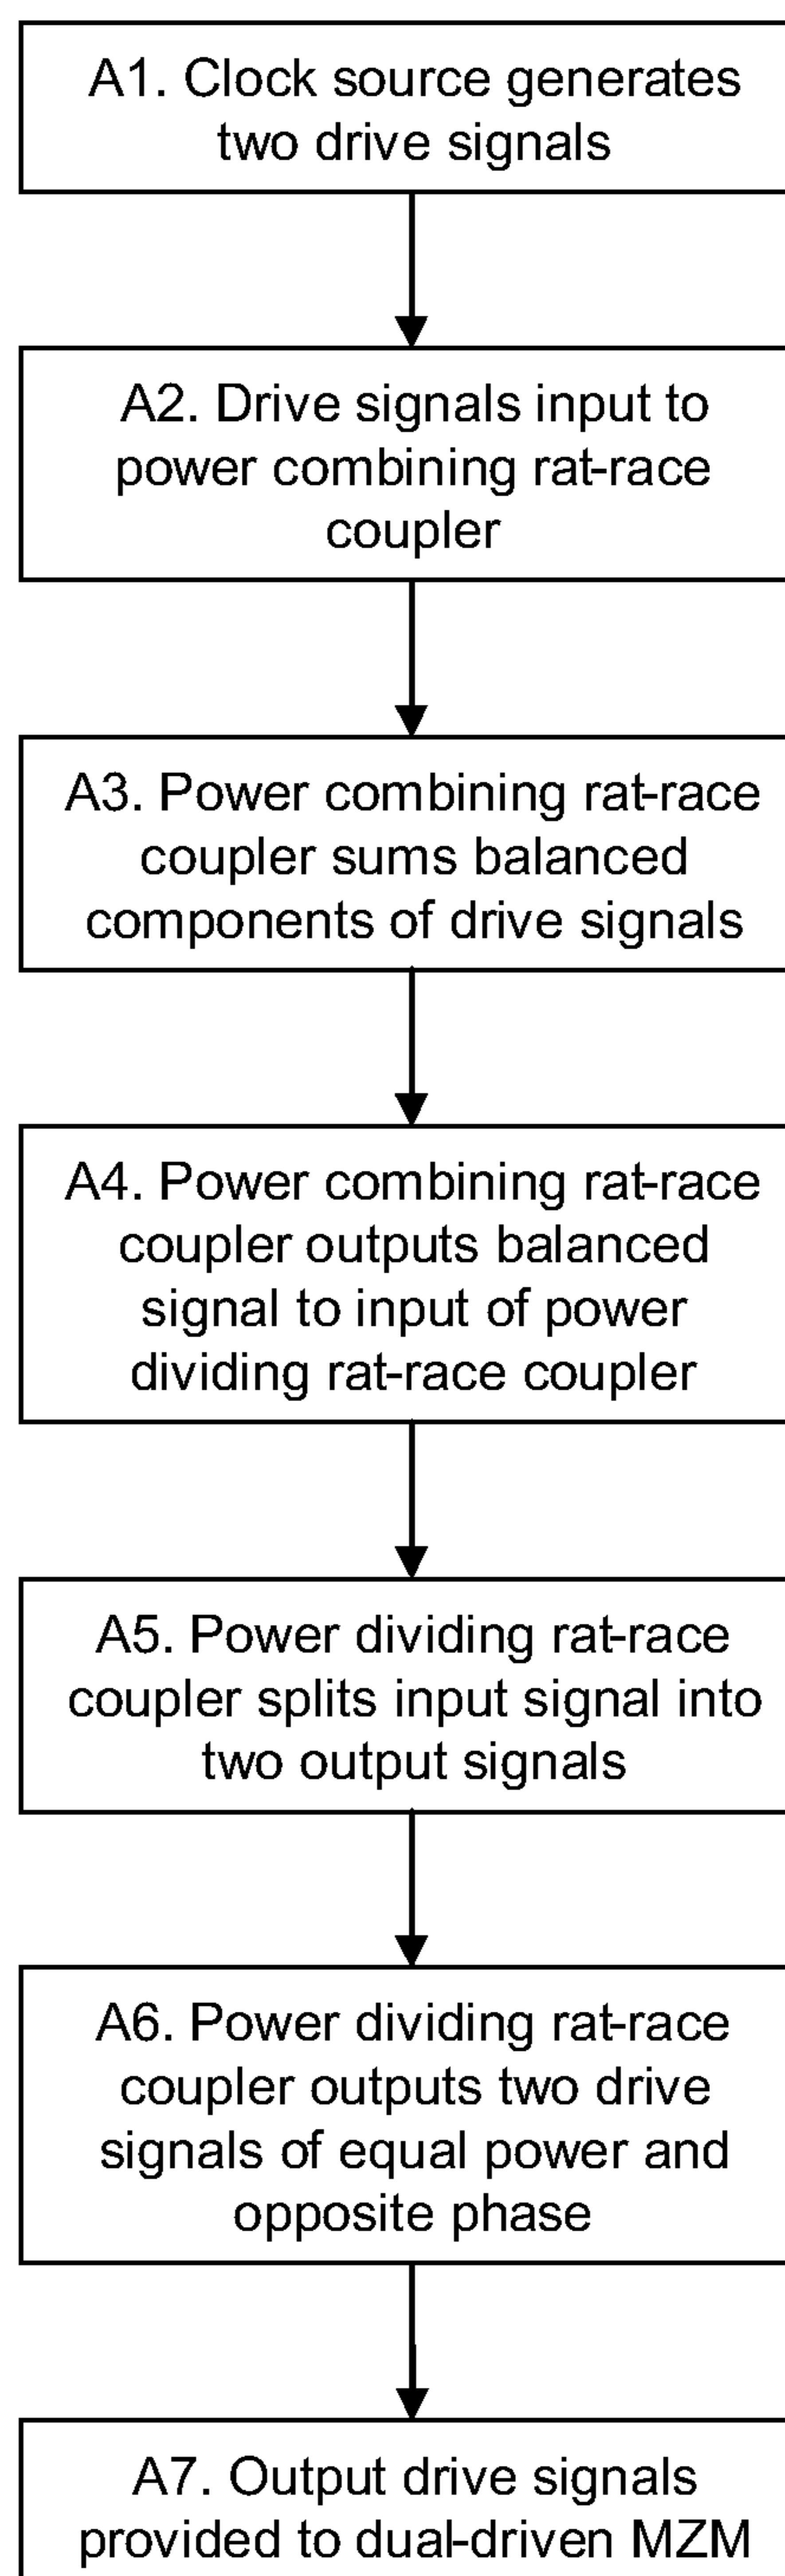 A1. Clock source generates
two drive signals
A2. Drive signals input to
power combining rat-race
coupler
A3. Power combining rat-race
coupler sums balanced
components of drive signals
A4. Power combining rat-race
coupler outputs balanced
signal to input of power
dividing rat-race coupler
A5. Power dividing rat-race
coupler splits input signal into
two output signals
A6. Power dividing rat-race
coupler outputs two drive
signals of equal power and
opposite phase
A7. Output drive signals
provided to dual-driven MZM